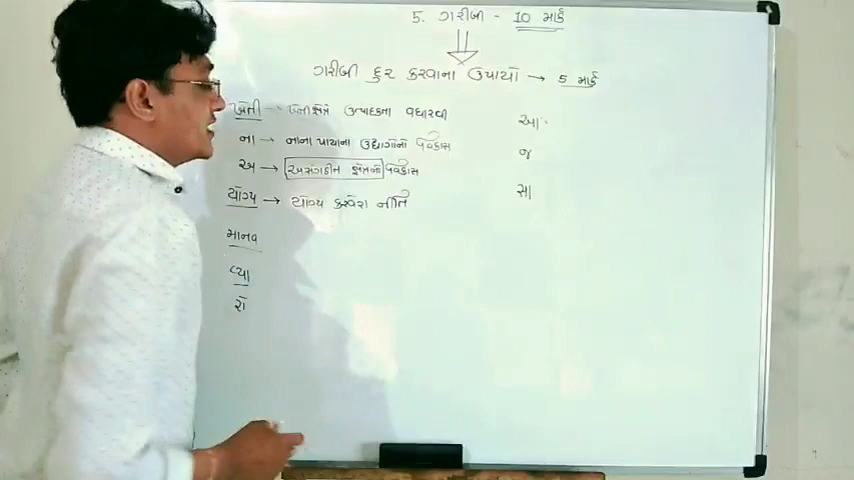 5. ગરીબી - 10 માર્ક
ગરીબી દુર કરવાના ઉપાયો → 5 માર્ક
ખેતી → ખેતીક્ષેત્રે ઉત્પાદકતા વધારવી
ના → નાના પાયાના ઉદ્યોગોનો વિકાસ
અ → અસંગઠીત ક્ષેત્રનો વિકાસ
યોગ્ય → યોગ્ય કરવેરા નીતિ
માનવ
વ્યા
રો
આ
જ
સા